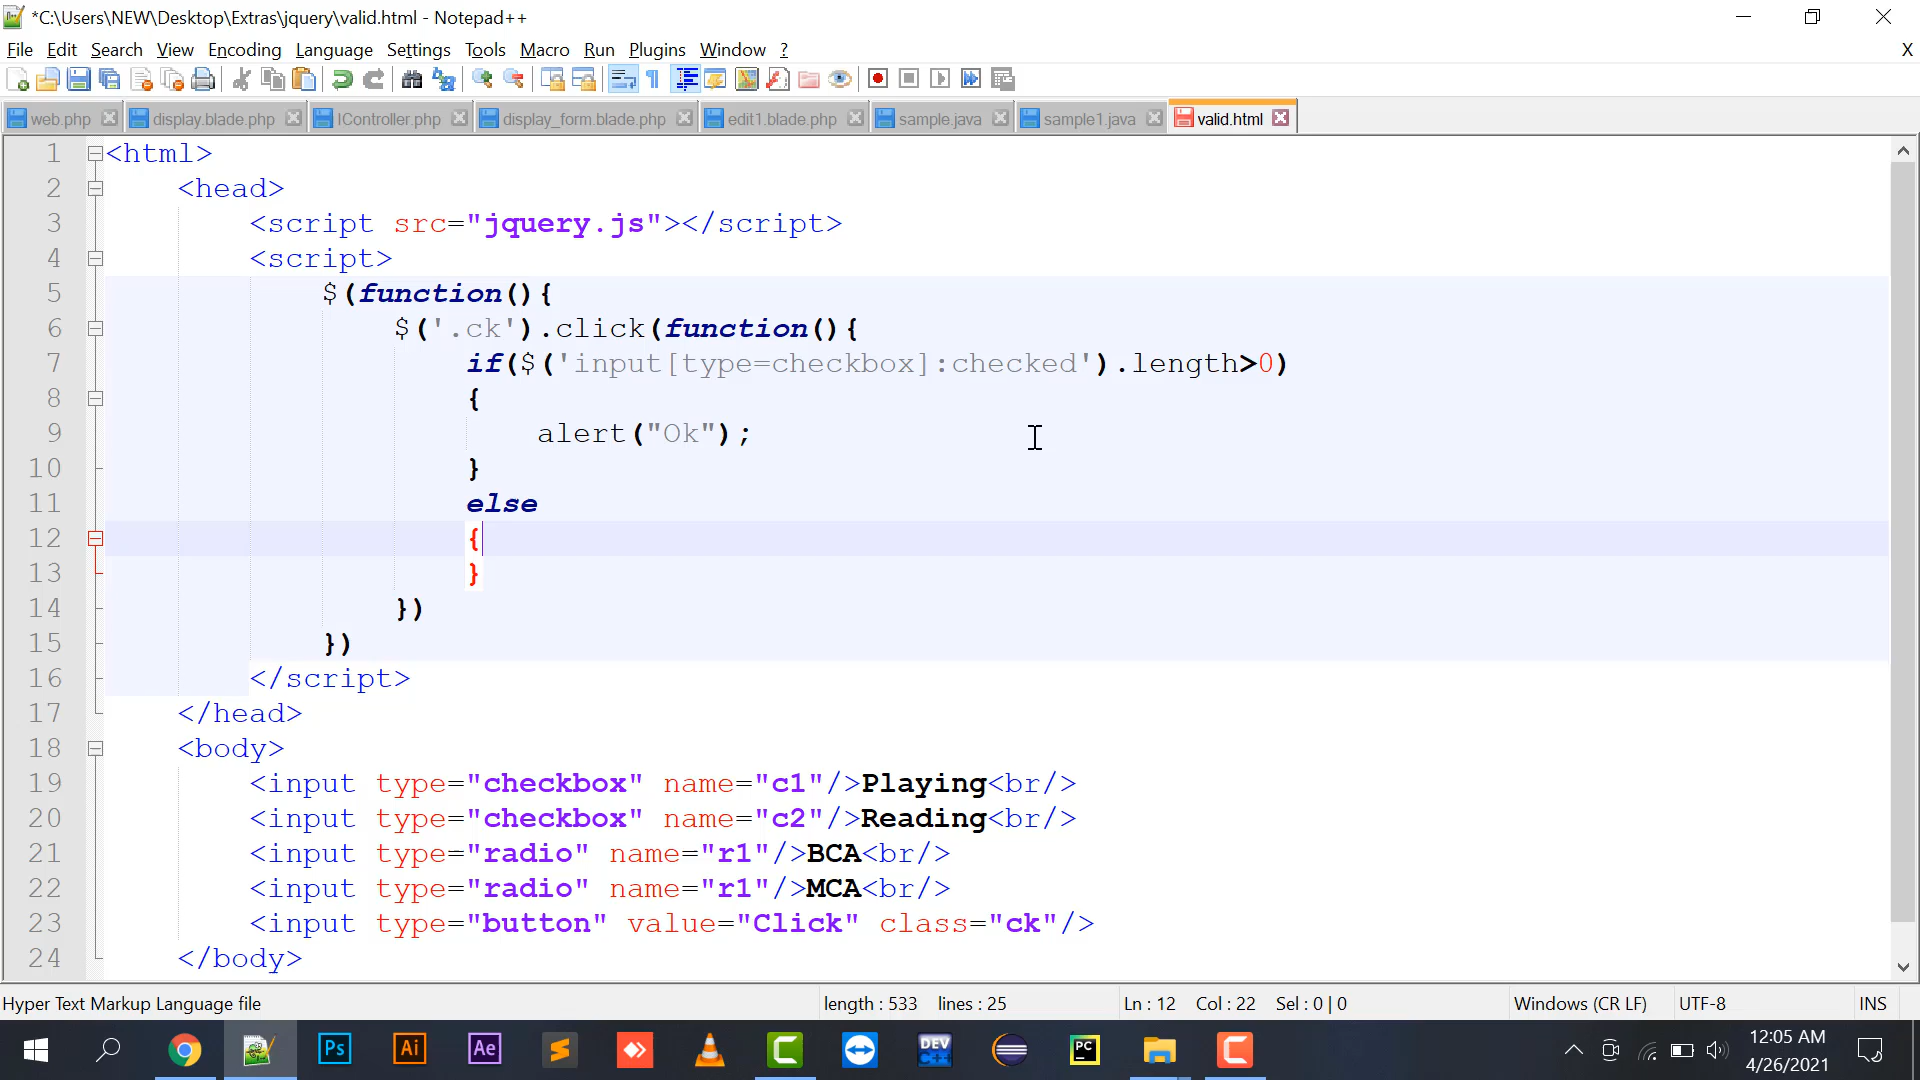 *C:\Users\NEW\Desktop\Extras\jquery\valid.html - Notepad++
File Edit Search View Encoding Language Settings Tools Macro Run Plugins Window ? X
web.php display.blade.php IController.php display_form.blade.php edit1.blade.php sample.java sample1.java valid.html
1 <html>
2 <head>
3 <script src="jquery.js"></script>
4 <script>
5 $(function(){
6 $('.ck').click(function(){
7 if($('input[type=checkbox]:checked').length>0)
8 {
9 alert("Ok");
10 }
11 else
12 {
13 }
14 })
15 })
16 </script>
17 </head>
18 <body>
19 <input type="checkbox" name="c1"/>Playing<br/>
20 <input type="checkbox" name="c2"/>Reading<br/>
21 <input type="radio" name="r1"/>BCA<br/>
22 <input type="radio" name="r1"/>MCA<br/>
23 <input type="button" value="Click" class="ck"/>
24 </body>
Hyper Text Markup Language file length : 533 lines : 25 Ln : 12 Col : 22 Sel : 0 | 0 Windows (CR LF) UTF-8 INS
Ps Ai Ae DEV C++ PC 12:05 AM
4/26/2021